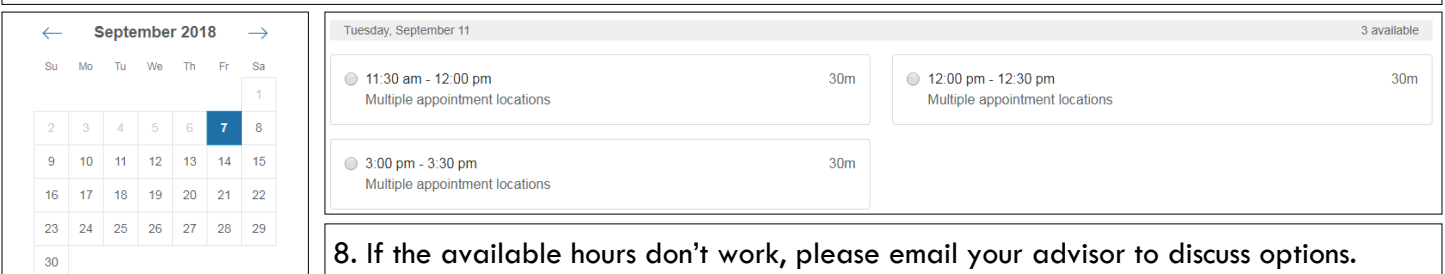 ← September 2018 →
Su Mo Tu We Th Fr Sa
1
2 3 4 5 6 7 8
9 10 11 12 13 14 15
16 17 18 19 20 21 22
23 24 25 26 27 28 29
30
Tuesday, September 11 3 available
11:30 am - 12:00 pm 30m
Multiple appointment locations
12:00 pm - 12:30 pm 30m
Multiple appointment locations
3:00 pm - 3:30 pm 30m
Multiple appointment locations
8. If the available hours don't work, please email your advisor to discuss options.